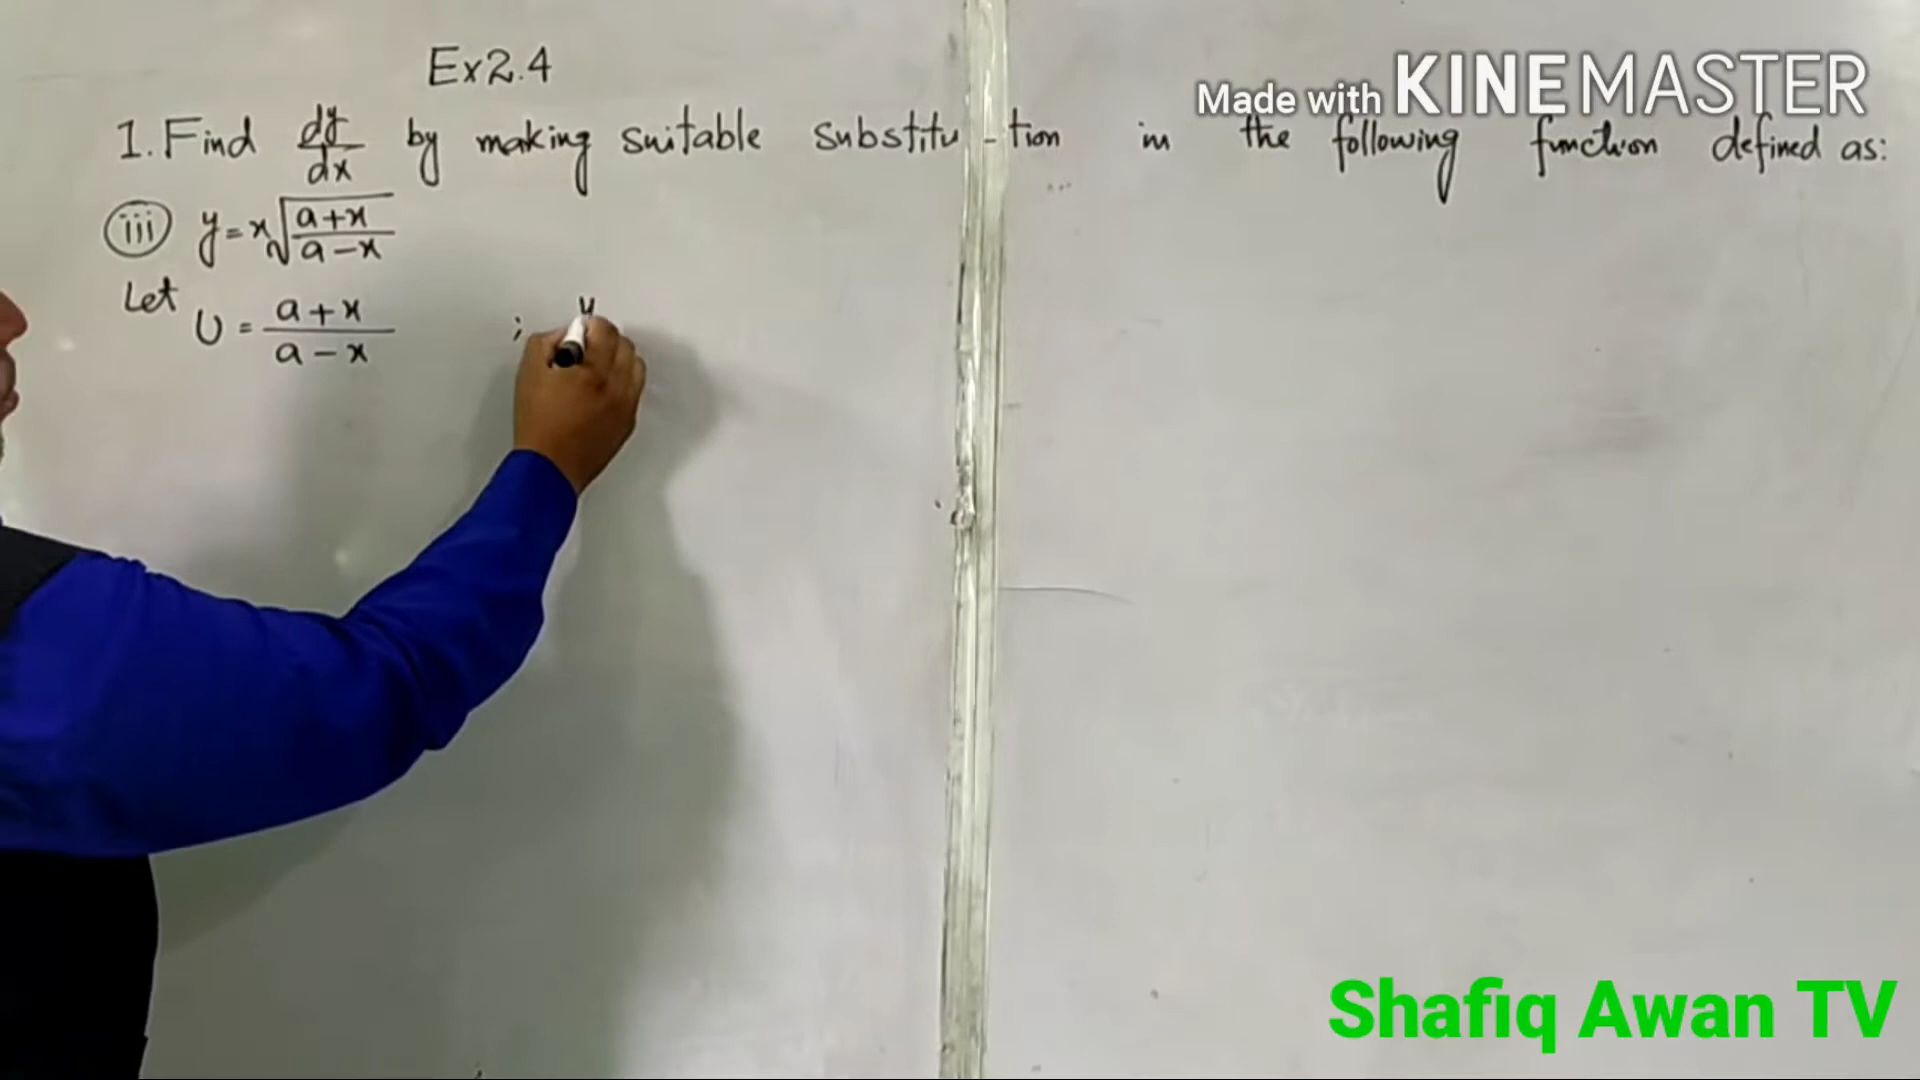 Ex2.4
Made with KINEMASTER
1. Find dy/dx by making suitable substitu-tion in the following function defined as:
(iii) y = x√((a+x)/(a-x))
Let U = (a+x)/(a-x) ; y
Shafiq Awan TV